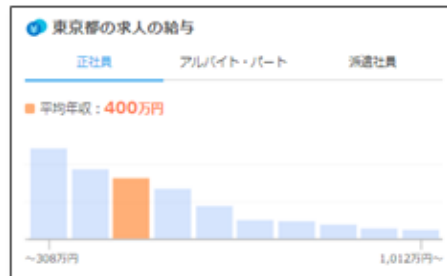 東京都の求人の給与
正社員 アルバイト・パート 派遣社員
平均年収：400万円
～308万円 1,012万円～